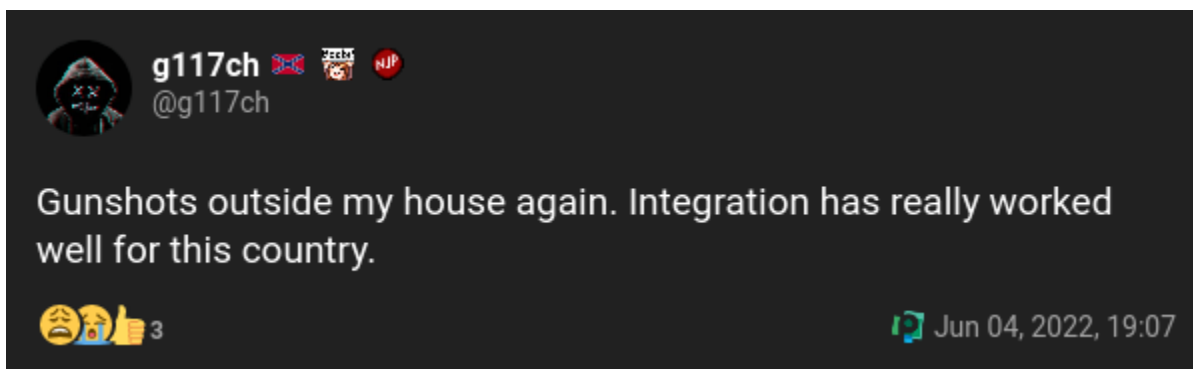 g117ch
NJP
@g117ch
Gunshots outside my house again. Integration has really worked
well for this country.
3
Jun 04, 2022, 19:07